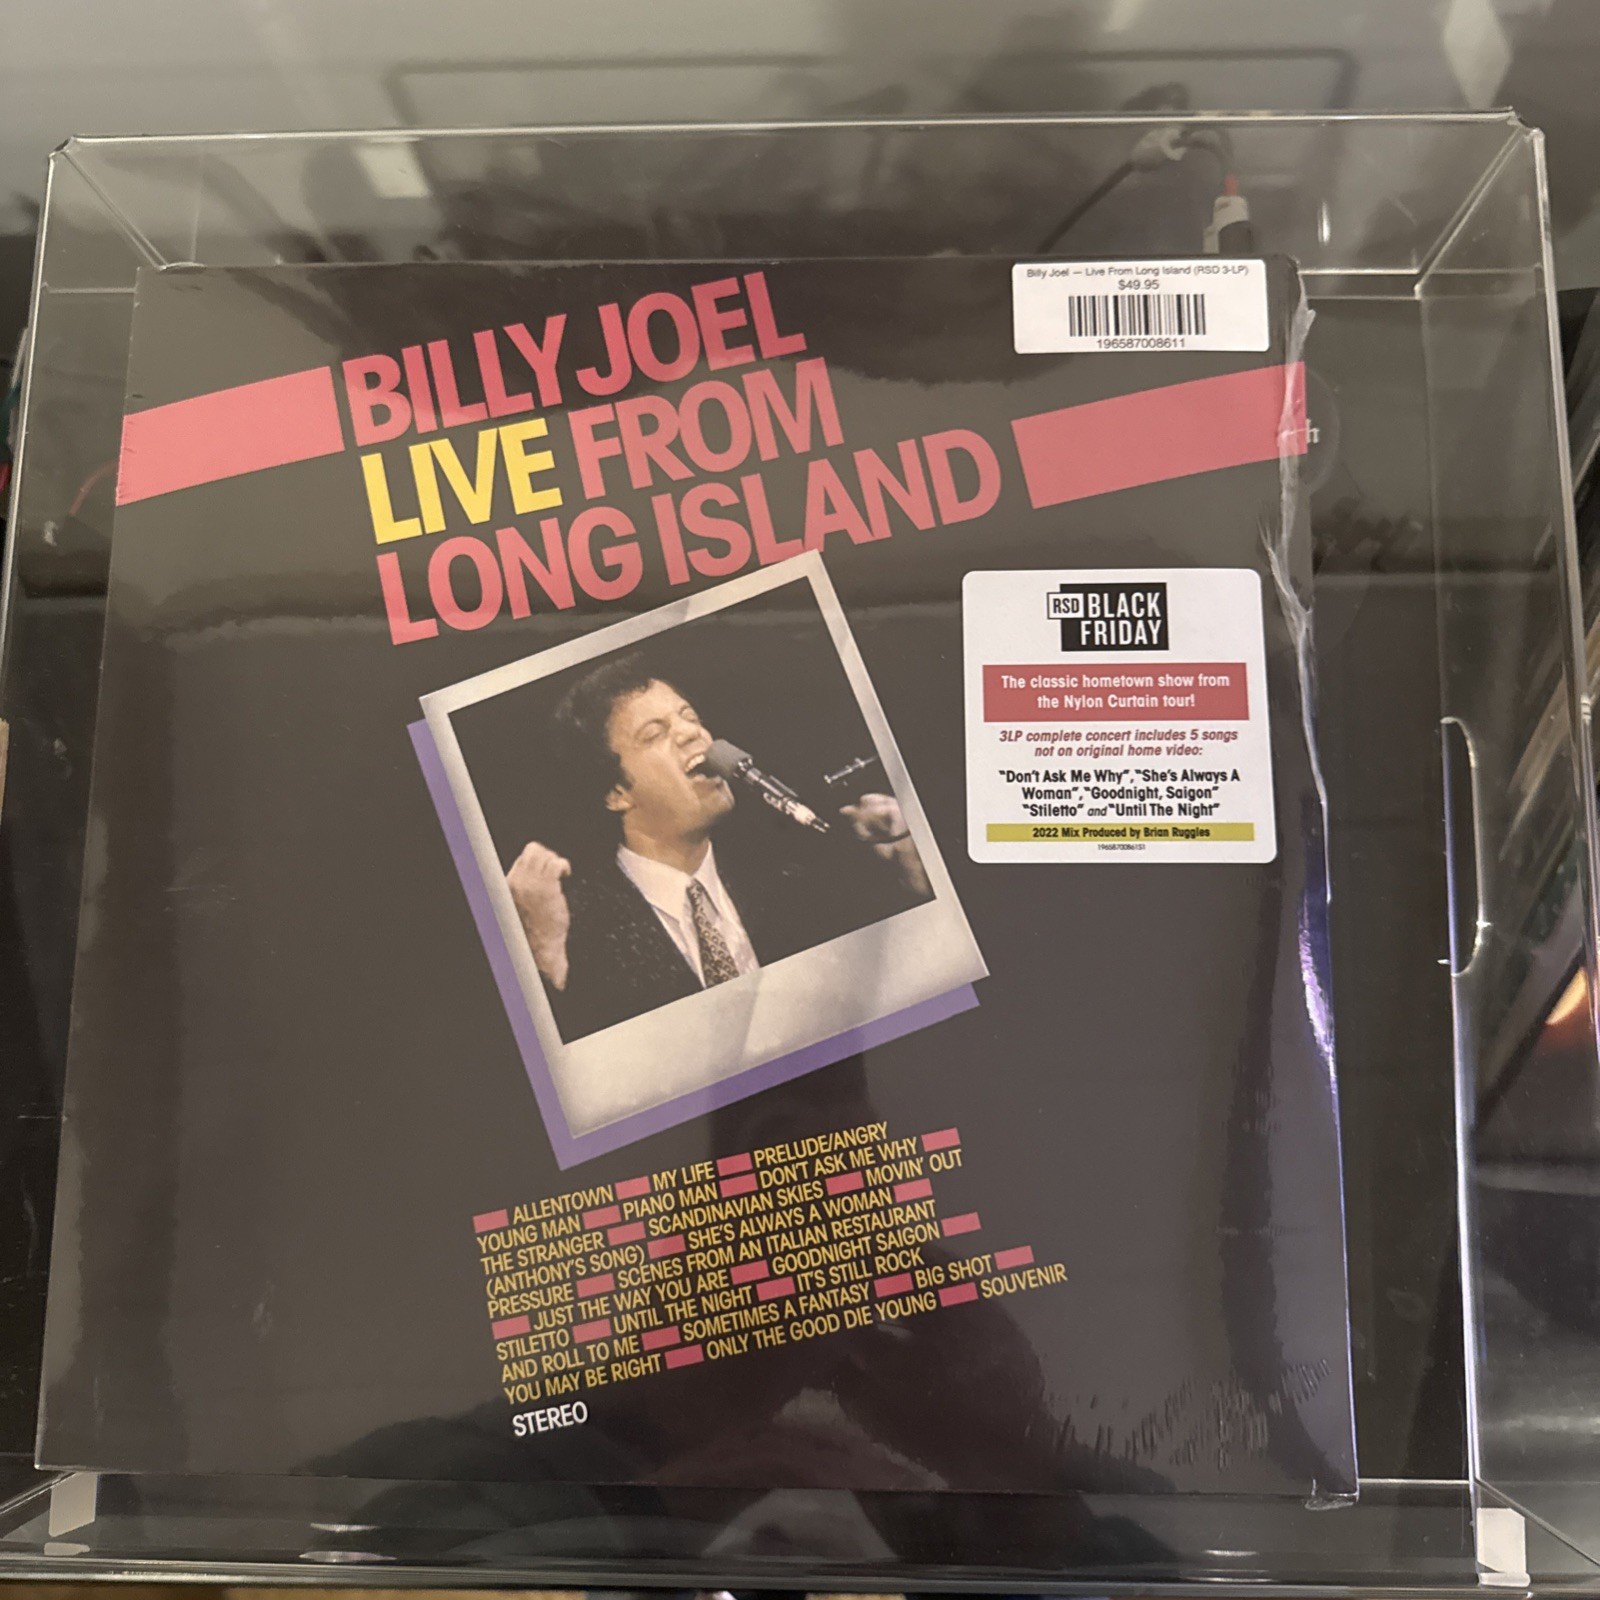 Billy Joel — Live From Long Island (RSD 3-LP)
$49.95
196587008611
BILLY JOEL
LIVE FROM
LONG ISLAND
RSD BLACK
FRIDAY
The classic hometown show from
the Nylon Curtain tour!
3LP complete concert includes 5 songs
not on original home video:
"Don't Ask Me Why", "She's Always A
Woman", "Goodnight, Saigon"
"Stiletto" and "Until The Night"
2022 Mix Produced by Brian Ruggles
ALLENTOWN MY LIFE PRELUDE/ANGRY
YOUNG MAN PIANO MAN DON'T ASK ME WHY
THE STRANGER SCANDINAVIAN SKIES MOVIN' OUT
(ANTHONY'S SONG) SHE'S ALWAYS A WOMAN
PRESSURE SCENES FROM AN ITALIAN RESTAURANT
JUST THE WAY YOU ARE GOODNIGHT SAIGON
STILETTO UNTIL THE NIGHT IT'S STILL ROCK
AND ROLL TO ME SOMETIMES A FANTASY BIG SHOT
YOU MAY BE RIGHT ONLY THE GOOD DIE YOUNG SOUVENIR
STEREO